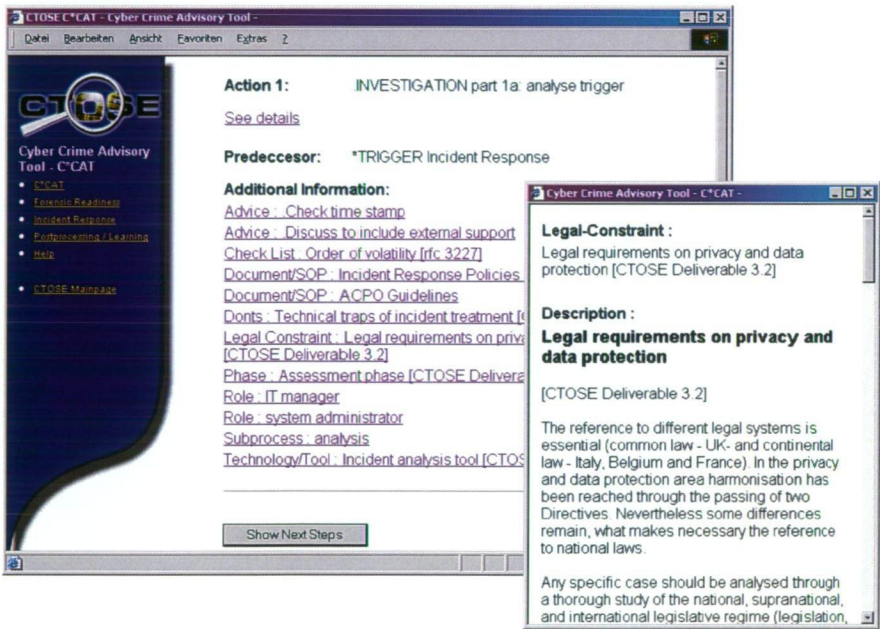 CTOSE C*CAT - Cyber Crime Advisory Tool -
Datei Bearbeiten Ansicht Favoriten Extras ?
CTOSE
Cyber Crime Advisory
Tool - C*CAT
C*CAT
Forensic Readiness
Incident Response
Postprocessing / Learning
Help
CTOSE Mainpage
Action 1: .INVESTIGATION part 1a: analyse trigger
See details
Predeccesor: *TRIGGER Incident Response
Additional Information:
Advice : .Check time stamp
Advice : .Discuss to include external support
Check List : Order of volatility [rfc 3227]
Document/SOP : Incident Response Policies
Document/SOP : ACPO Guidelines
Donts : Technical traps of incident treatment [
Legal Constraint : Legal requirements on priva
[CTOSE Deliverable 3.2]
Phase : Assessment phase [CTOSE Delivera
Role : IT manager
Role : system administrator
Subprocess : analysis
Technology/Tool : Incident analysis tool [CTOS
Show Next Steps
Cyber Crime Advisory Tool - C*CAT -
Legal-Constraint :
Legal requirements on privacy and data
protection [CTOSE Deliverable 3.2]
Description :
Legal requirements on privacy and
data protection
[CTOSE Deliverable 3.2]
The reference to different legal systems is
essential (common law - UK- and continental
law - Italy, Belgium and France). In the privacy
and data protection area harmonisation has
been reached through the passing of two
Directives. Nevertheless some differences
remain, what makes necessary the reference
to national laws.
Any specific case should be analysed through
a thorough study of the national, supranational,
and international legislative regime (legislation,